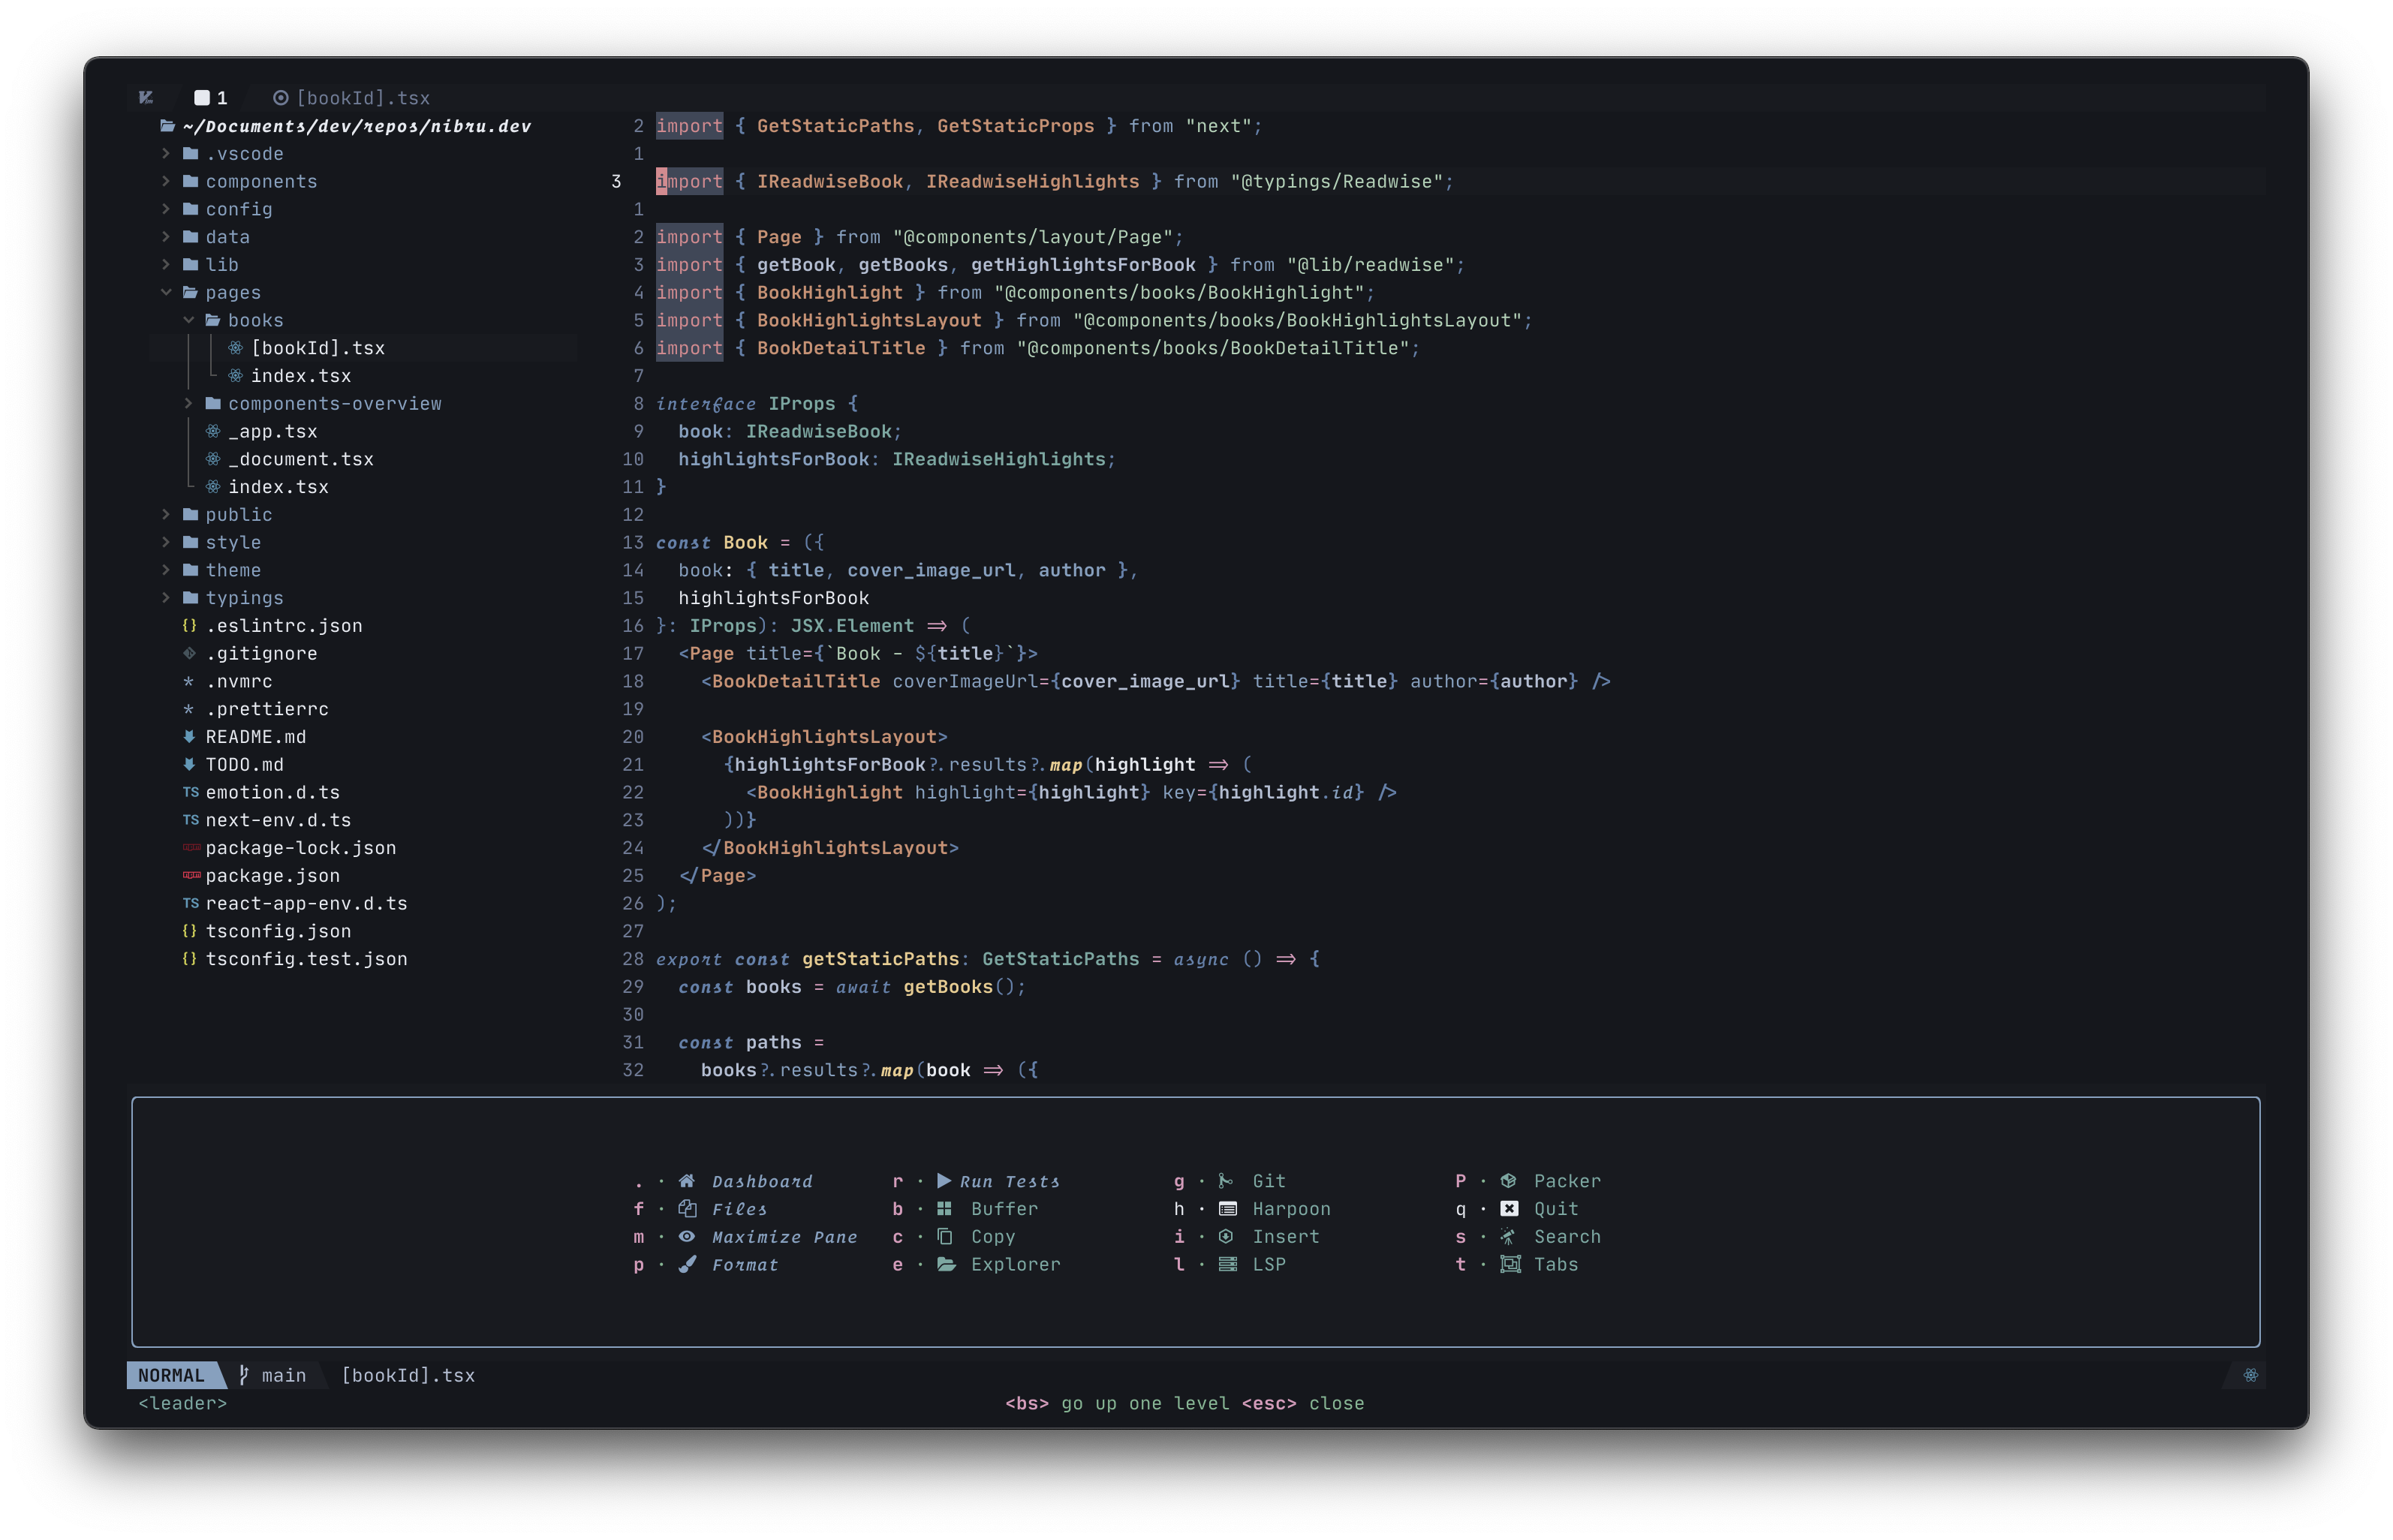 1 [bookId].tsx
~/Documents/dev/repos/nibru.dev
.vscode
components
config
data
lib
pages
books
[bookId].tsx
index.tsx
components-overview
_app.tsx
_document.tsx
index.tsx
public
style
theme
typings
{} .eslintrc.json
.gitignore
* .nvmrc
* .prettierrc
README.md
TODO.md
TS emotion.d.ts
TS next-env.d.ts
package-lock.json
package.json
TS react-app-env.d.ts
{} tsconfig.json
{} tsconfig.test.json
2 import { GetStaticPaths, GetStaticProps } from "next";
1
3 import { IReadwiseBook, IReadwiseHighlights } from "@typings/Readwise";
1
2 import { Page } from "@components/layout/Page";
3 import { getBook, getBooks, getHighlightsForBook } from "@lib/readwise";
4 import { BookHighlight } from "@components/books/BookHighlight";
5 import { BookHighlightsLayout } from "@components/books/BookHighlightsLayout";
6 import { BookDetailTitle } from "@components/books/BookDetailTitle";
7
8 interface IProps {
9   book: IReadwiseBook;
10   highlightsForBook: IReadwiseHighlights;
11 }
12
13 const Book = ({
14   book: { title, cover_image_url, author },
15   highlightsForBook
16 }: IProps): JSX.Element => (
17   <Page title={`Book - ${title}`}>
18     <BookDetailTitle coverImageUrl={cover_image_url} title={title} author={author} />
19
20     <BookHighlightsLayout>
21       {highlightsForBook?.results?.map(highlight => (
22         <BookHighlight highlight={highlight} key={highlight.id} />
23       ))}
24     </BookHighlightsLayout>
25   </Page>
26 );
27
28 export const getStaticPaths: GetStaticPaths = async () => {
29   const books = await getBooks();
30
31   const paths =
32     books?.results?.map(book => ({
. · Dashboard r · Run Tests g · Git P · Packer
f · Files b · Buffer h · Harpoon q · Quit
m · Maximize Pane c · Copy i · Insert s · Search
p · Format e · Explorer l · LSP t · Tabs
NORMAL main [bookId].tsx
<leader> <bs> go up one level <esc> close